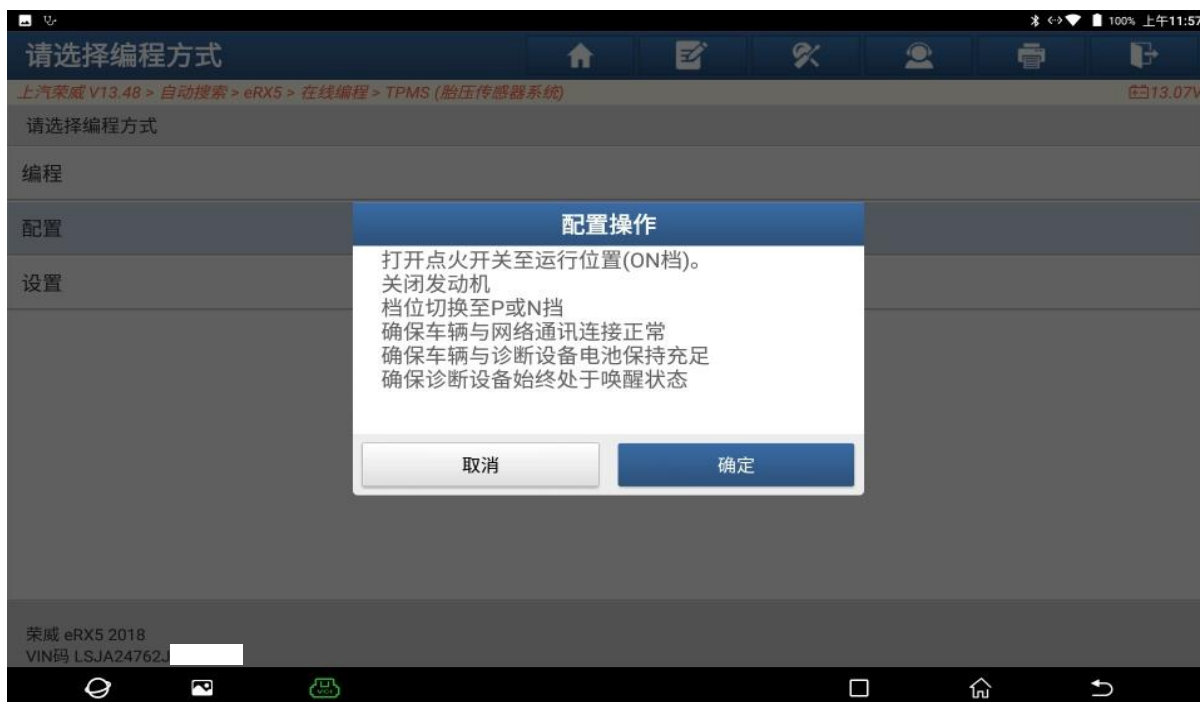 100% 上午11:57
请选择编程方式
上汽荣威 V13.48 > 自动搜索 > eRX5 > 在线编程 > TPMS (胎压传感器系统)
13.07V
请选择编程方式
编程
配置
设置
配置操作
打开点火开关至运行位置(ON档)。
关闭发动机
档位切换至P或N挡
确保车辆与网络通讯连接正常
确保车辆与诊断设备电池保持充足
确保诊断设备始终处于唤醒状态
取消
确定
荣威 eRX5 2018
VIN码 LSJA24762J